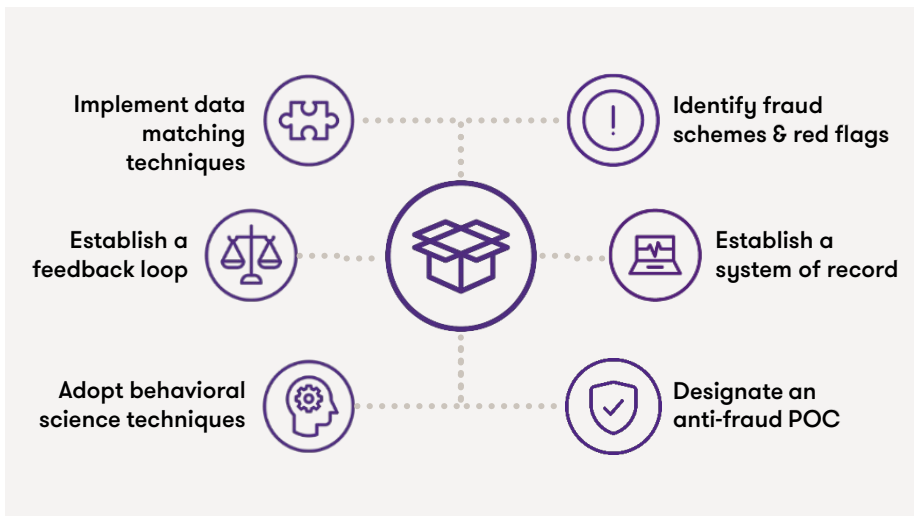 Implement data
matching
techniques
Identify fraud
schemes & red flags
Establish a
feedback loop
Establish a
system of record
Adopt behavioral
science techniques
Designate an
anti-fraud POC